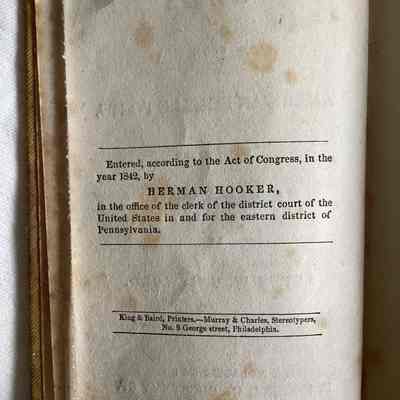 Entered, according to the Act of Congress, in the
year 1842, by
HERMAN HOOKER,
in the office of the clerk of the district court of the
United States in and for the eastern district of
Pennsylvania.
King & Baird, Printers.—Murray & Charles, Stereotypers,
No. 9 George street, Philadelphia.